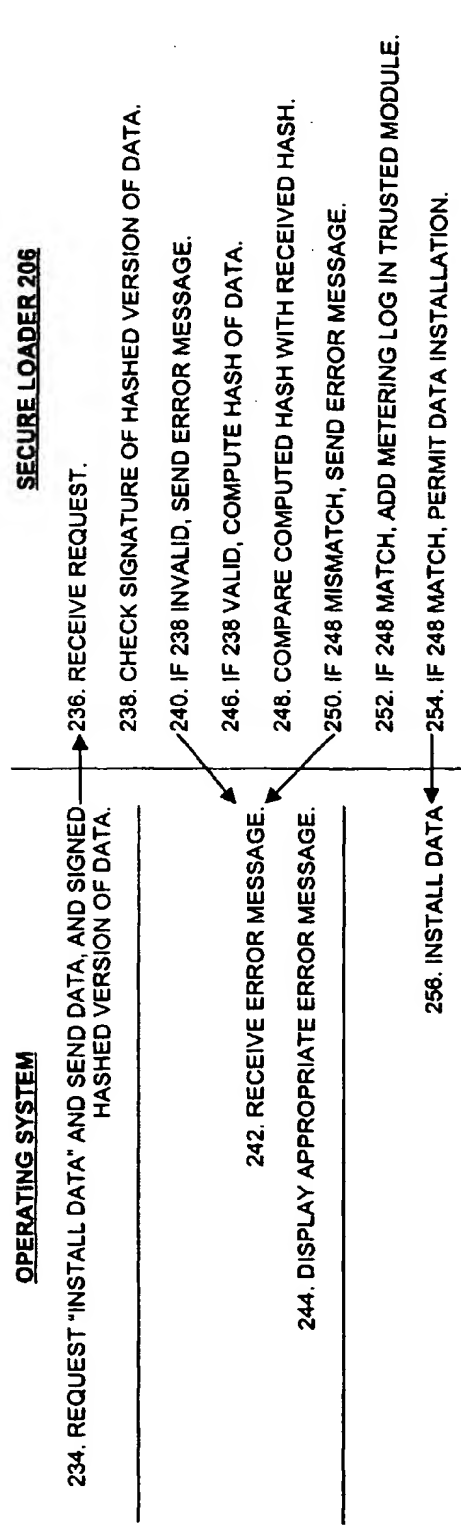 OPERATING SYSTEM
234. REQUEST "INSTALL DATA" AND SEND DATA, AND SIGNED
HASHED VERSION OF DATA.
242. RECEIVE ERROR MESSAGE.
244. DISPLAY APPROPRIATE ERROR MESSAGE.
256. INSTALL DATA
SECURE LOADER 206
236. RECEIVE REQUEST.
238. CHECK SIGNATURE OF HASHED VERSION OF DATA.
240. IF 238 INVALID, SEND ERROR MESSAGE.
246. IF 238 VALID, COMPUTE HASH OF DATA.
248. COMPARE COMPUTED HASH WITH RECEIVED HASH.
250. IF 248 MISMATCH, SEND ERROR MESSAGE.
252. IF 248 MATCH, ADD METERING LOG IN TRUSTED MODULE.
254. IF 248 MATCH, PERMIT DATA INSTALLATION.